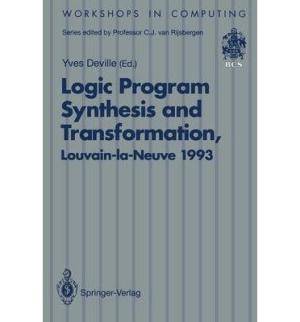 WORKSHOPS IN COMPUTING
Series edited by Professor C.J. van Rijsbergen
Yves Deville (Ed.)
BCS
Logic Program
Synthesis and
Transformation,
Louvain-la-Neuve 1993
Springer-Verlag